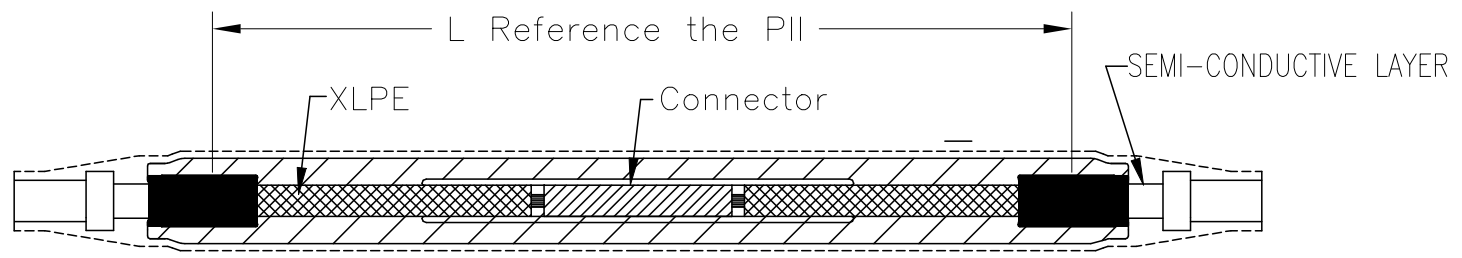 L Reference the PII
SEMI-CONDUCTIVE LAYER
XLPE
Connector